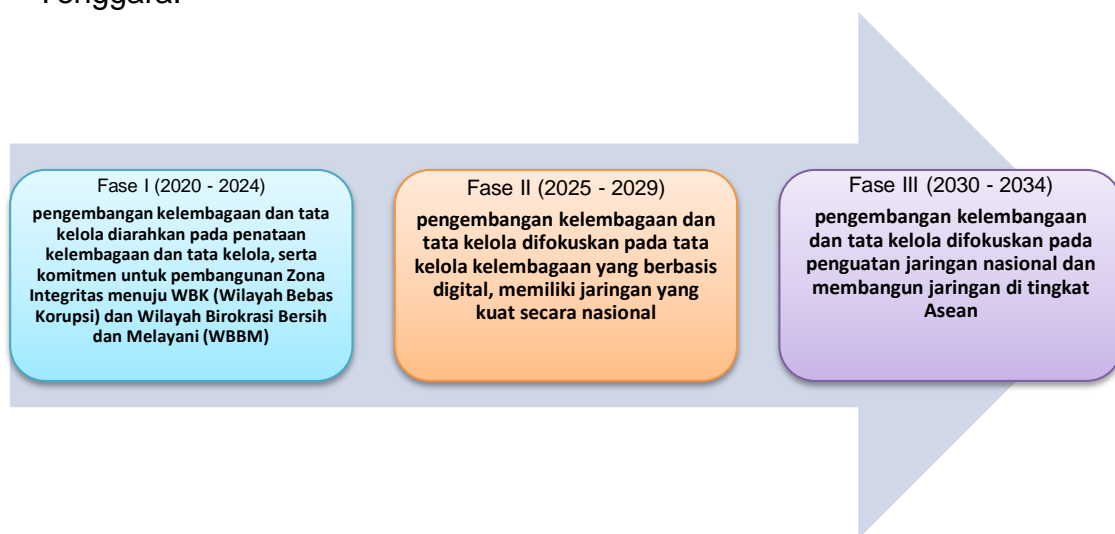 Tenggara.
Fase I (2020 - 2024)
pengembangan kelembagaan dan tata
kelola diarahkan pada penataan
kelembagaan dan tata kelola, serta
komitmen untuk pembangunan Zona
Integritas menuju WBK (Wilayah Bebas
Korupsi) dan Wilayah Birokrasi Bersih
dan Melayani (WBBM)
Fase II (2025 - 2029)
pengembangan kelembagaan dan
tata kelola difokuskan pada tata
kelola kelembagaan yang berbasis
digital, memiliki jaringan yang
kuat secara nasional
Fase III (2030 - 2034)
pengembangan kelembangaan
dan tata kelola difokuskan pada
penguatan jaringan nasional dan
membangun jaringan di tingkat
Asean